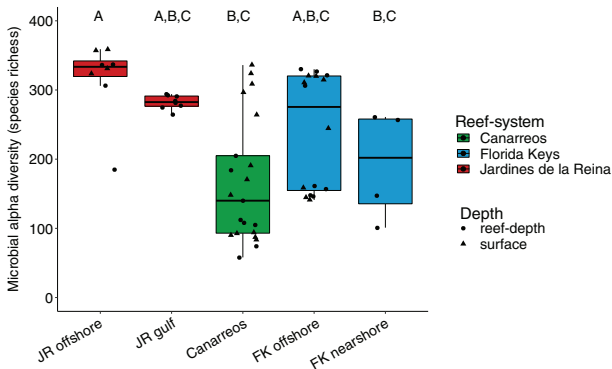 A A,B,C B,C A,B,C B,C
400
300
200
100
0
Microbial alpha diversity (species richess)
JR offshore
JR gulf
Canarreos
FK offshore
FK nearshore
Reef-system
Canarreos
Florida Keys
Jardines de la Reina
Depth
reef-depth
surface